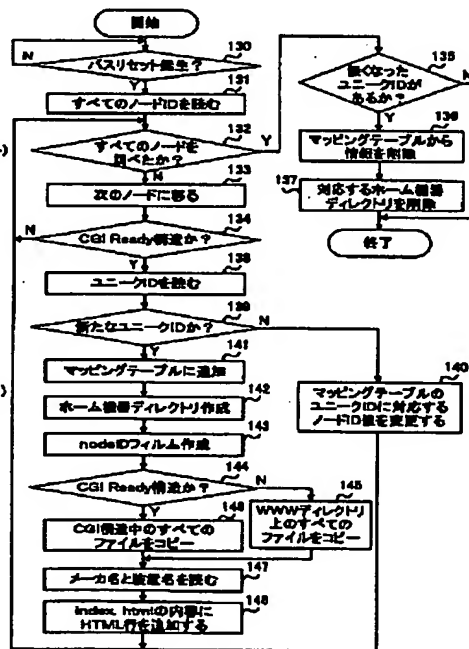 開始
130
N
バスリセット発生?
Y
131
すべてのノードIDを読む
132
すべてのノードを
調べたか?
Y
N
133
次のノードに移る
134
N
CGI Ready構造か?
Y
138
ユニークIDを読む
139
新たなユニークIDか?
N
Y
141
マッピングテーブルに追加
142
ホーム機器ディレクトリ作成
143
nodeIDフィルム作成
144
CGI Ready構造か?
N
Y
146
CGI構造中のすべての
ファイルをコピー
145
WWWディレクトリ
上のすべての
ファイルをコピー
147
メーカ名と装置名を読む
148
index, htmlの内容に
HTML行を追加する
135
無くなった
ユニークIDが
あるか?
N
Y
136
マッピングテーブルから
情報を削除
137
対応するホーム機器
ディレクトリを削除
終了
140
マッピングテーブルの
ユニークIDに対応する
ノードID値を変更する